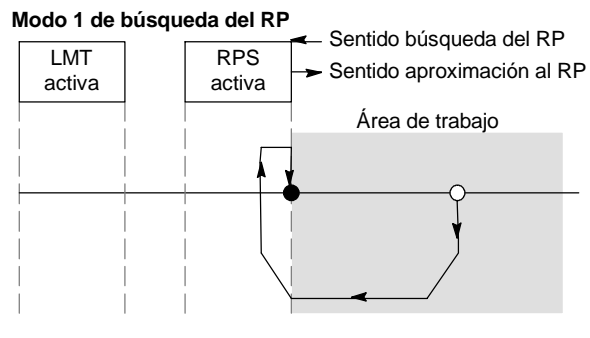 Modo 1 de búsqueda del RP
LMT
activa
RPS
activa
Sentido búsqueda del RP
Sentido aproximación al RP
Área de trabajo